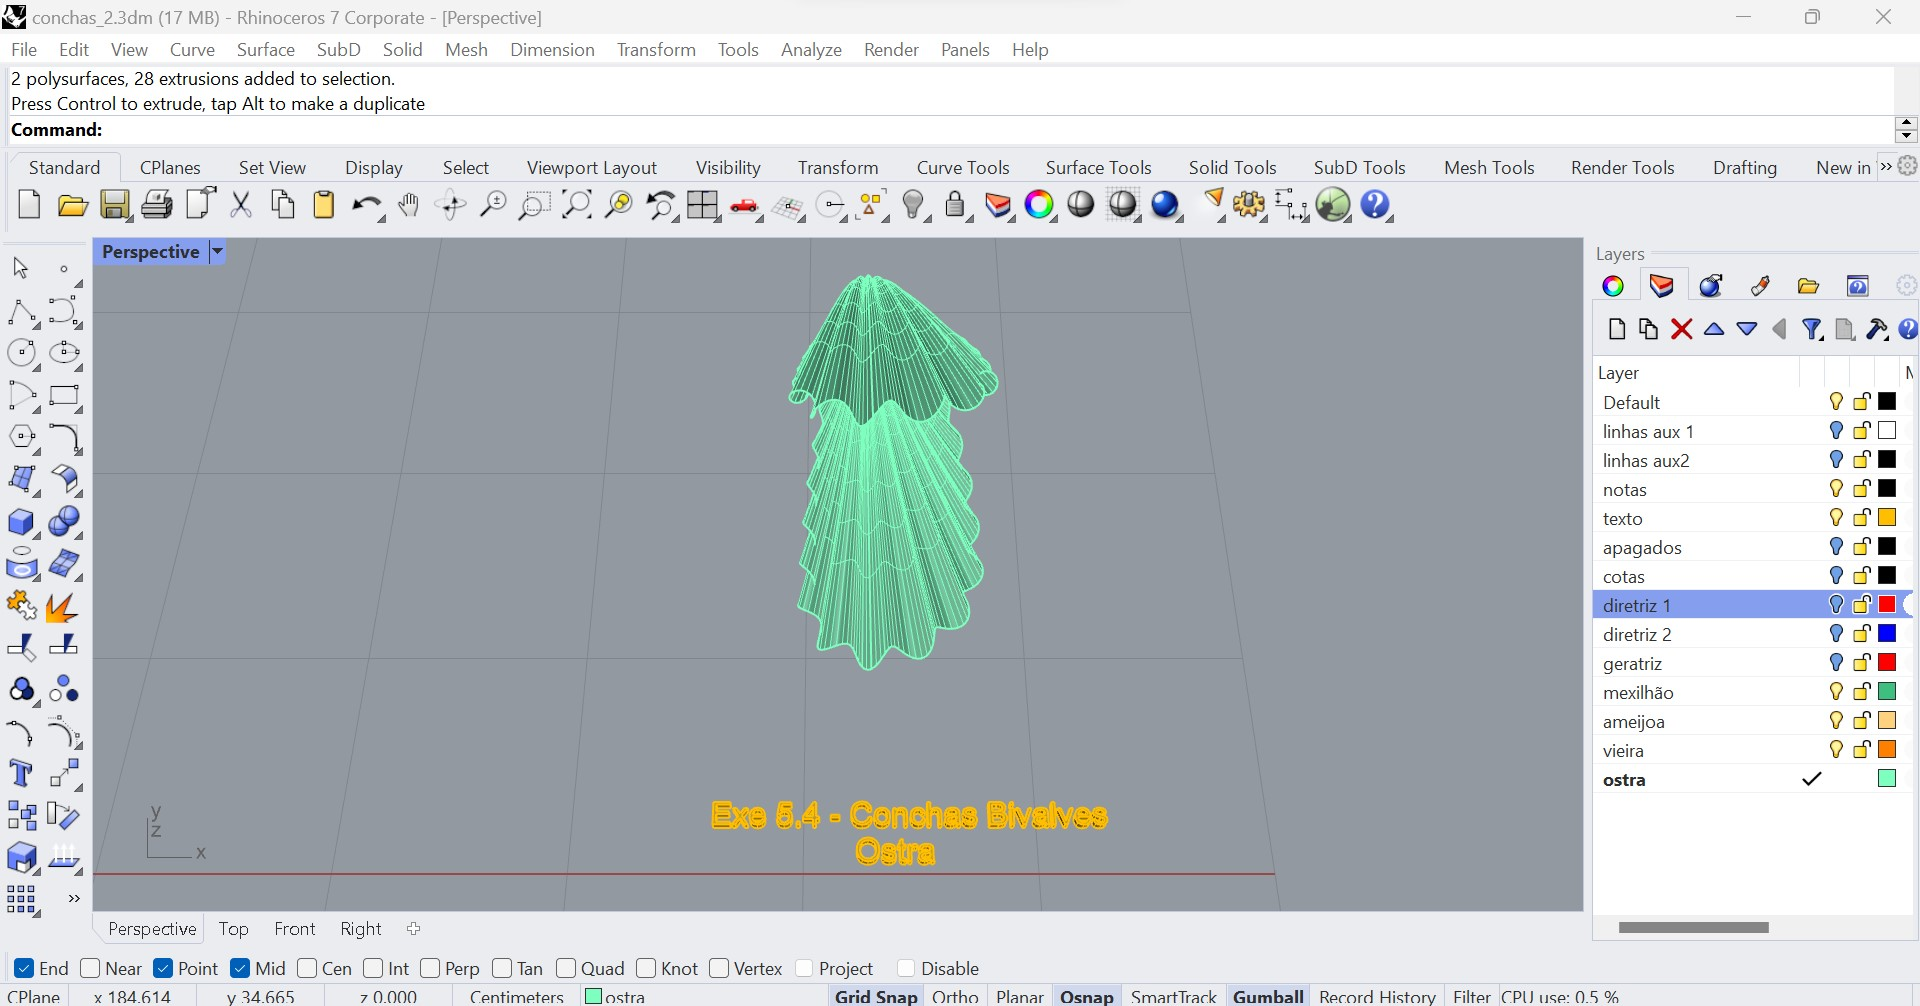 conchas_2.3dm (17 MB) - Rhinoceros 7 Corporate - [Perspective]
File Edit View Curve Surface SubD Solid Mesh Dimension Transform Tools Analyze Render Panels Help
2 polysurfaces, 28 extrusions added to selection.
Press Control to extrude, tap Alt to make a duplicate
Command:
Standard CPlanes Set View Display Select Viewport Layout Visibility Transform Curve Tools Surface Tools Solid Tools SubD Tools Mesh Tools Render Tools Drafting New in »
Perspective
Layers
Layer
Default
linhas aux 1
linhas aux2
notas
texto
apagados
cotas
diretriz 1
diretriz 2
geratriz
mexilhão
ameijoa
vieira
ostra
Exe 5.4 - Conchas Bivalves
Ostra
y
z
x
Perspective Top Front Right
End Near Point Mid Cen Int Perp Tan Quad Knot Vertex Project Disable
CPlane x 184.614 y 34.665 z 0.000 Centimeters ostra Grid Snap Ortho Planar Osnap SmartTrack Gumball Record History Filter CPU use: 0.5 %